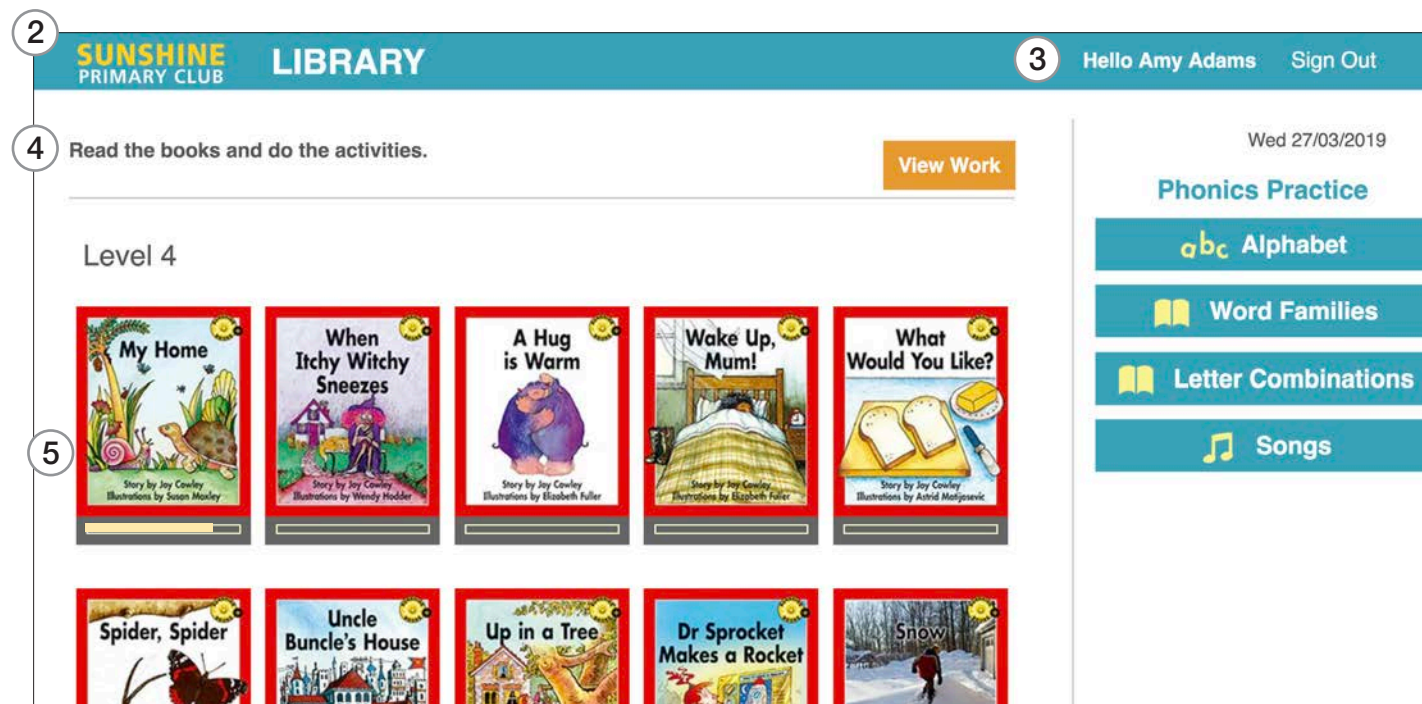 2
SUNSHINE
PRIMARY CLUB
LIBRARY
3
Hello Amy Adams
Sign Out
4
Read the books and do the activities.
View Work
Wed 27/03/2019
Phonics Practice
abc Alphabet
Word Families
Letter Combinations
Songs
Level 4
5
My Home
Story by Joy Cowley
Illustrations by Susan Moxley
When
Itchy Witchy
Sneezes
Story by Joy Cowley
Illustrations by Wendy Hodder
A Hug
is Warm
Story by Joy Cowley
Illustrations by Elizabeth Fuller
Wake Up,
Mum!
Story by Joy Cowley
Illustrations by Elizabeth Fuller
What
Would You Like?
Story by Joy Cowley
Illustrations by Astrid Matijasevic
Spider, Spider
Uncle
Buncle's House
Up in a Tree
Dr Sprocket
Makes a Rocket
Snow